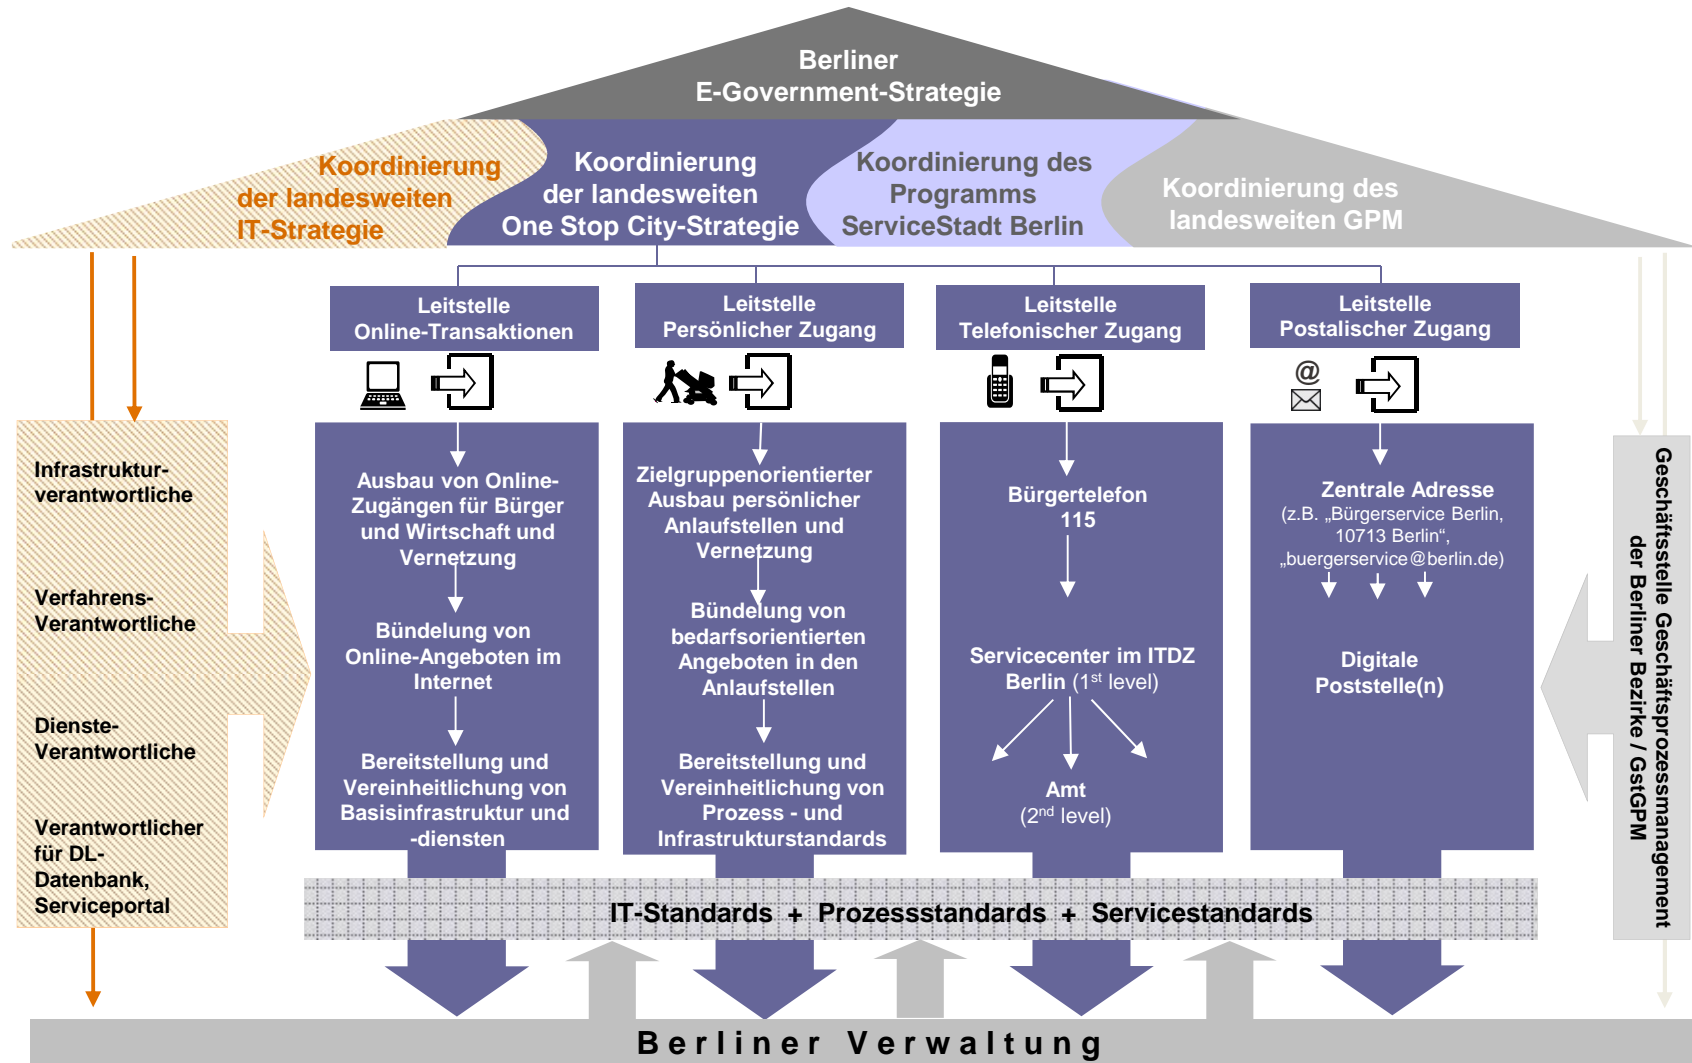 Berliner
E-Government-Strategie
Koordinierung
der landesweiten
IT-Strategie
Koordinierung
der landesweiten
One Stop City-Strategie
Koordinierung des
Programms
ServiceStadt Berlin
Koordinierung des
landesweiten GPM
Leitstelle
Online-Transaktionen
Leitstelle
Persönlicher Zugang
Leitstelle
Telefonischer Zugang
Leitstelle
Postalischer Zugang
@
Infrastruktur-
verantwortliche
Verfahrens-
Verantwortliche
Dienste-
Verantwortliche
Verantwortlicher
für DL-
Datenbank,
Serviceportal
Ausbau von Online-
Zugängen für Bürger
und Wirtschaft und
Vernetzung
Bündelung von
Online-Angeboten im
Internet
Bereitstellung und
Vereinheitlichung von
Basisinfrastruktur und
-diensten
Zielgruppenorientierter
Ausbau persönlicher
Anlaufstellen und
Vernetzung
Bündelung von
bedarfsorientierten
Angeboten in den
Anlaufstellen
Bereitstellung und
Vereinheitlichung von
Prozess - und
Infrastrukturstandards
Bürgertelefon
115
Servicecenter im ITDZ
Berlin (1st level)
Amt
(2nd level)
Zentrale Adresse
(z.B. „Bürgerservice Berlin,
10713 Berlin“,
„buergerservice@berlin.de)
Digitale
Poststelle(n)
Geschäftsstelle Geschäftsprozessmanagement
der Berliner Bezirke / GstGPM
IT-Standards + Prozessstandards + Servicestandards
Berliner Verwaltung